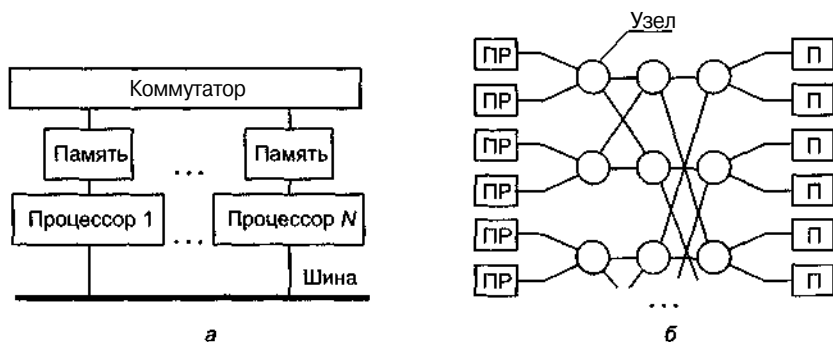 Коммутатор
Память ... Память
Процессор 1 ... Процессор N
Шина
а
Узел
ПР П
ПР П
ПР П
ПР П
ПР П
ПР П
...
б